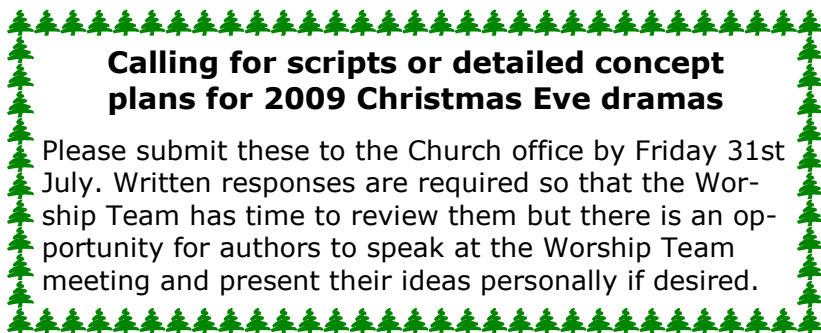 Calling for scripts or detailed concept
plans for 2009 Christmas Eve dramas
Please submit these to the Church office by Friday 31st
July. Written responses are required so that the Wor-
ship Team has time to review them but there is an op-
portunity for authors to speak at the Worship Team
meeting and present their ideas personally if desired.